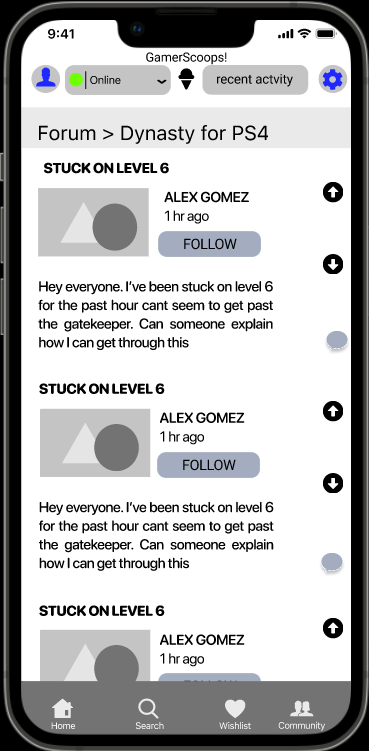 9:41
GamerScoops!
Online
recent actvity
Forum > Dynasty for PS4
STUCK ON LEVEL 6
ALEX GOMEZ
1 hr ago
FOLLOW
Hey everyone. I've been stuck on level 6
for the past hour cant seem to get past
the gatekeeper. Can someone explain
how I can get through this
STUCK ON LEVEL 6
ALEX GOMEZ
1 hr ago
FOLLOW
Hey everyone. I've been stuck on level 6
for the past hour cant seem to get past
the gatekeeper. Can someone explain
how I can get through this
STUCK ON LEVEL 6
ALEX GOMEZ
1 hr ago
Home
Search
Wishlist
Community